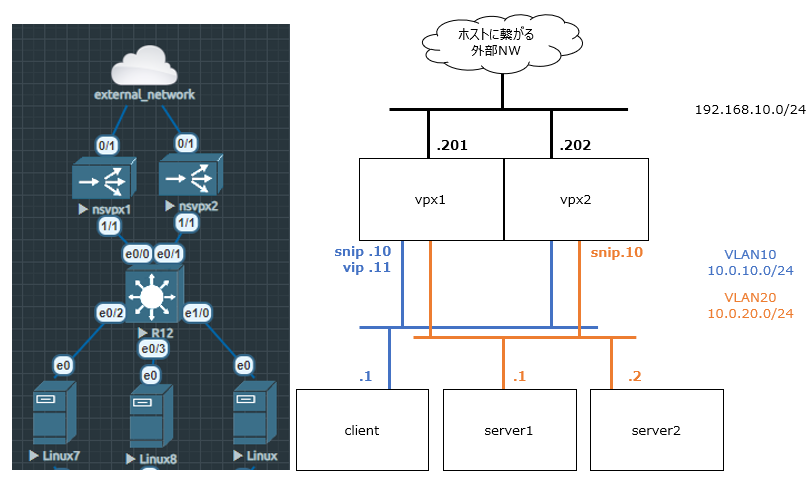 external_network
0/1
0/1
nsvpx1
nsvpx2
1/1
1/1
e0/0
e0/1
e0/2
e1/0
R12
e0/3
e0
e0
e0
Linux7
Linux8
Linux
ホストに繋がる
外部NW
192.168.10.0/24
.201
.202
vpx1
vpx2
snip .10
vip .11
snip.10
VLAN10
10.0.10.0/24
VLAN20
10.0.20.0/24
.1
.1
.2
client
server1
server2